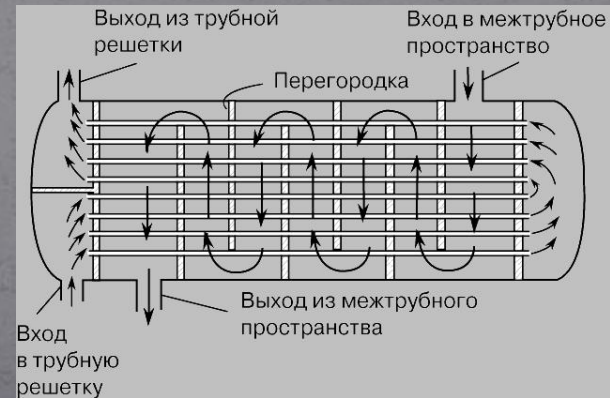 Выход из трубной
решетки
Вход в межтрубное
пространство
Перегородка
Выход из межтрубного
пространства
Вход
в трубную
решетку